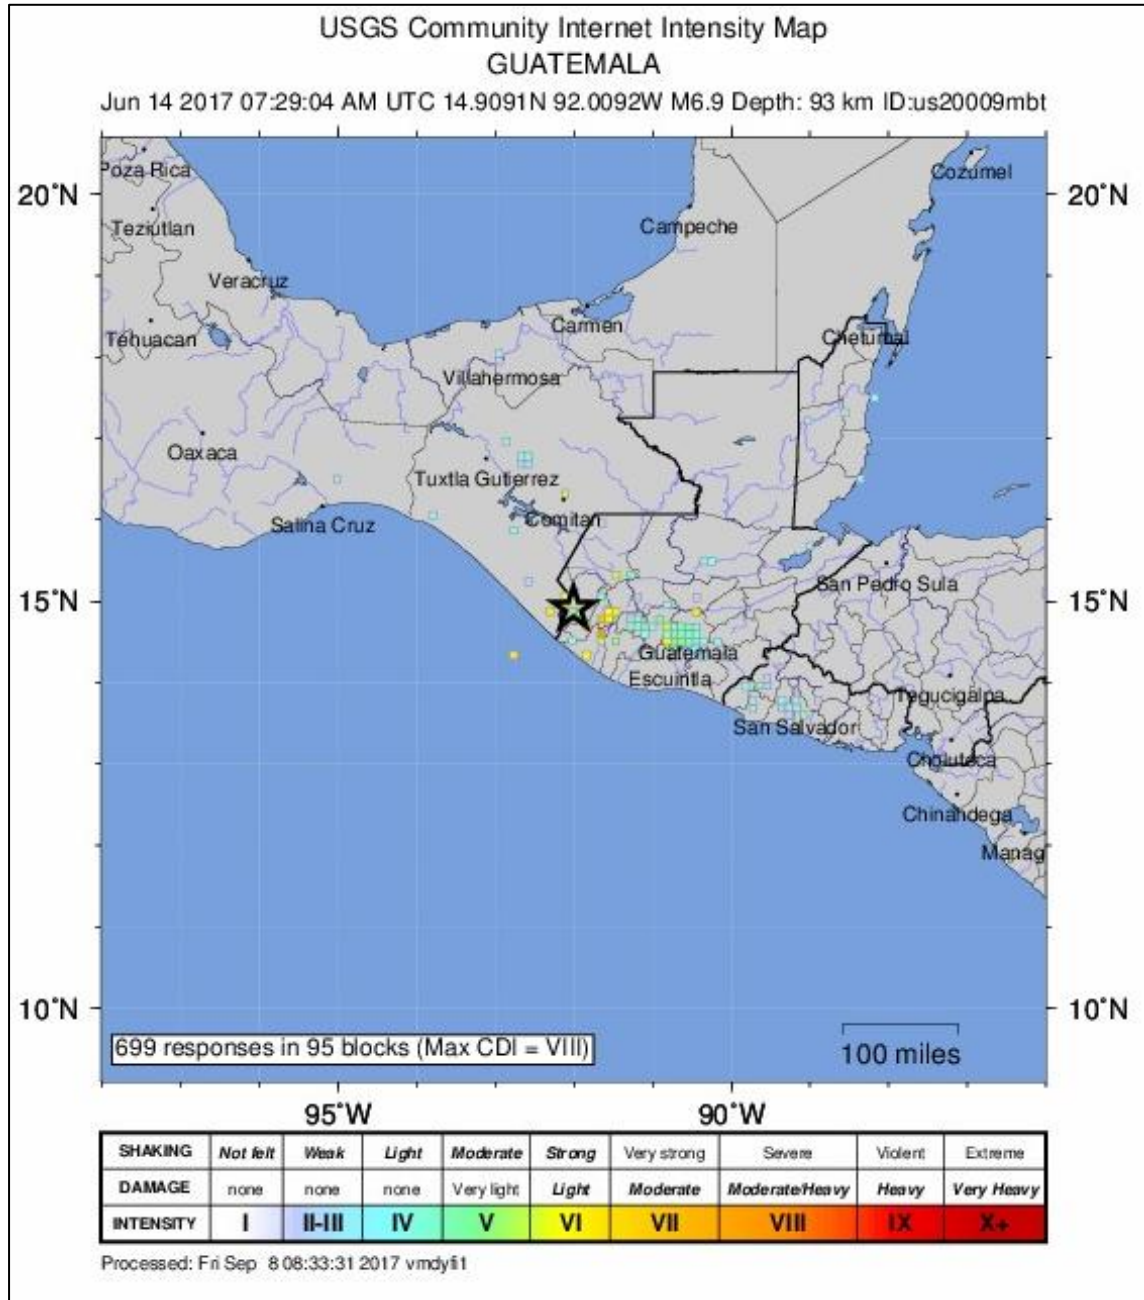 USGS Community Internet Intensity Map
GUATEMALA
Jun 14 2017 07:29:04 AM UTC 14.9091N 92.0092W M6.9 Depth: 93 km ID:us20009mbt
Poza Rica
Cozumel
20°N
20°N
Teziutlan
Campeche
Veracruz
Carmen
Tehuacan
Chetumal
Villahermosa
Oaxaca
Tuxtla Gutierrez
Salina Cruz
Comitan
San Pedro Sula
15°N
15°N
Guatemala
Escuintla
Tegucigalpa
San Salvador
Choluteca
Chinandega
Manag
10°N
10°N
699 responses in 95 blocks (Max CDI = VIII)
100 miles
95°W
90°W
SHAKING Not felt Weak Light Moderate Strong Very strong Severe Violent Extreme
DAMAGE none none none Very light Light Moderate Moderate/Heavy Heavy Very Heavy
INTENSITY I II-III IV V VI VII VIII IX X+
Processed: Fri Sep 8 08:33:31 2017 vmdyfi1